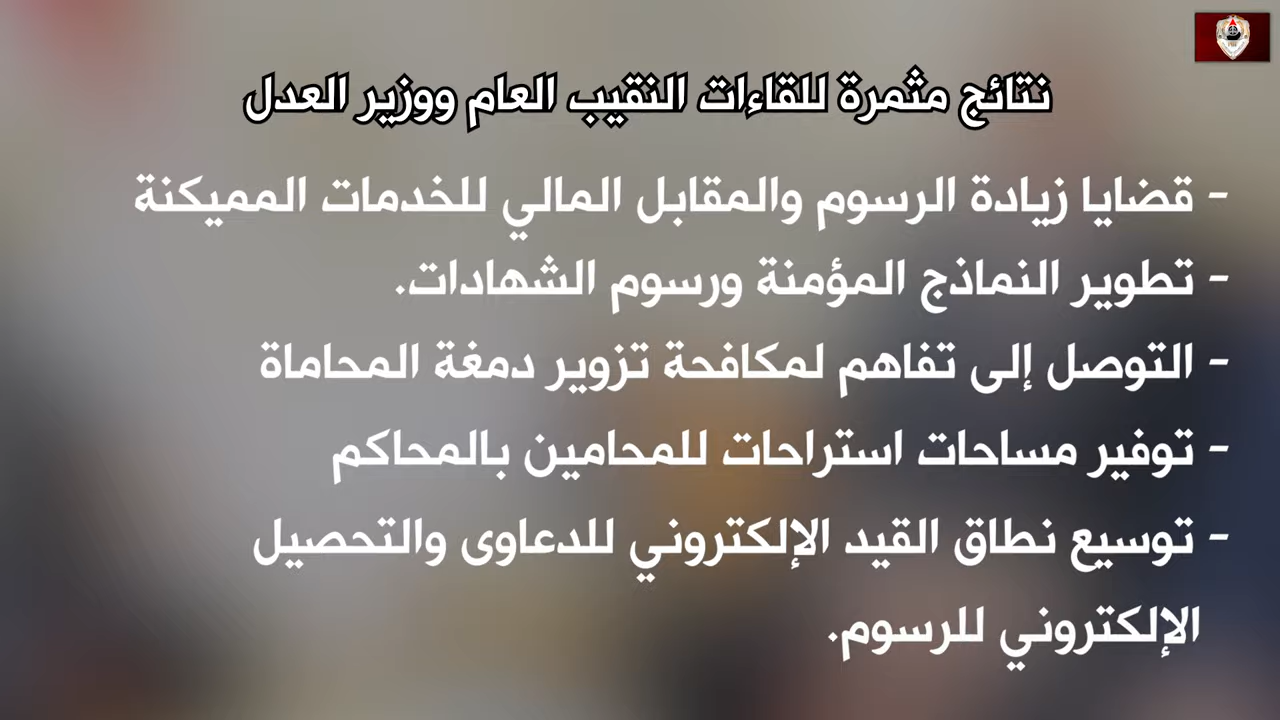 نتائج مثمرة للقاءات النقيب العام ووزير العدل
- قضايا زيادة الرسوم والمقابل المالي للخدمات المميكنة
- تطوير النماذج المؤمنة ورسوم الشهادات.
- التوصل إلى تفاهم لمكافحة تزوير دمغة المحاماة
- توفير مساحات استراحات للمحامين بالمحاكم
- توسيع نطاق القيد الإلكتروني للدعاوى والتحصيل
الإلكتروني للرسوم.